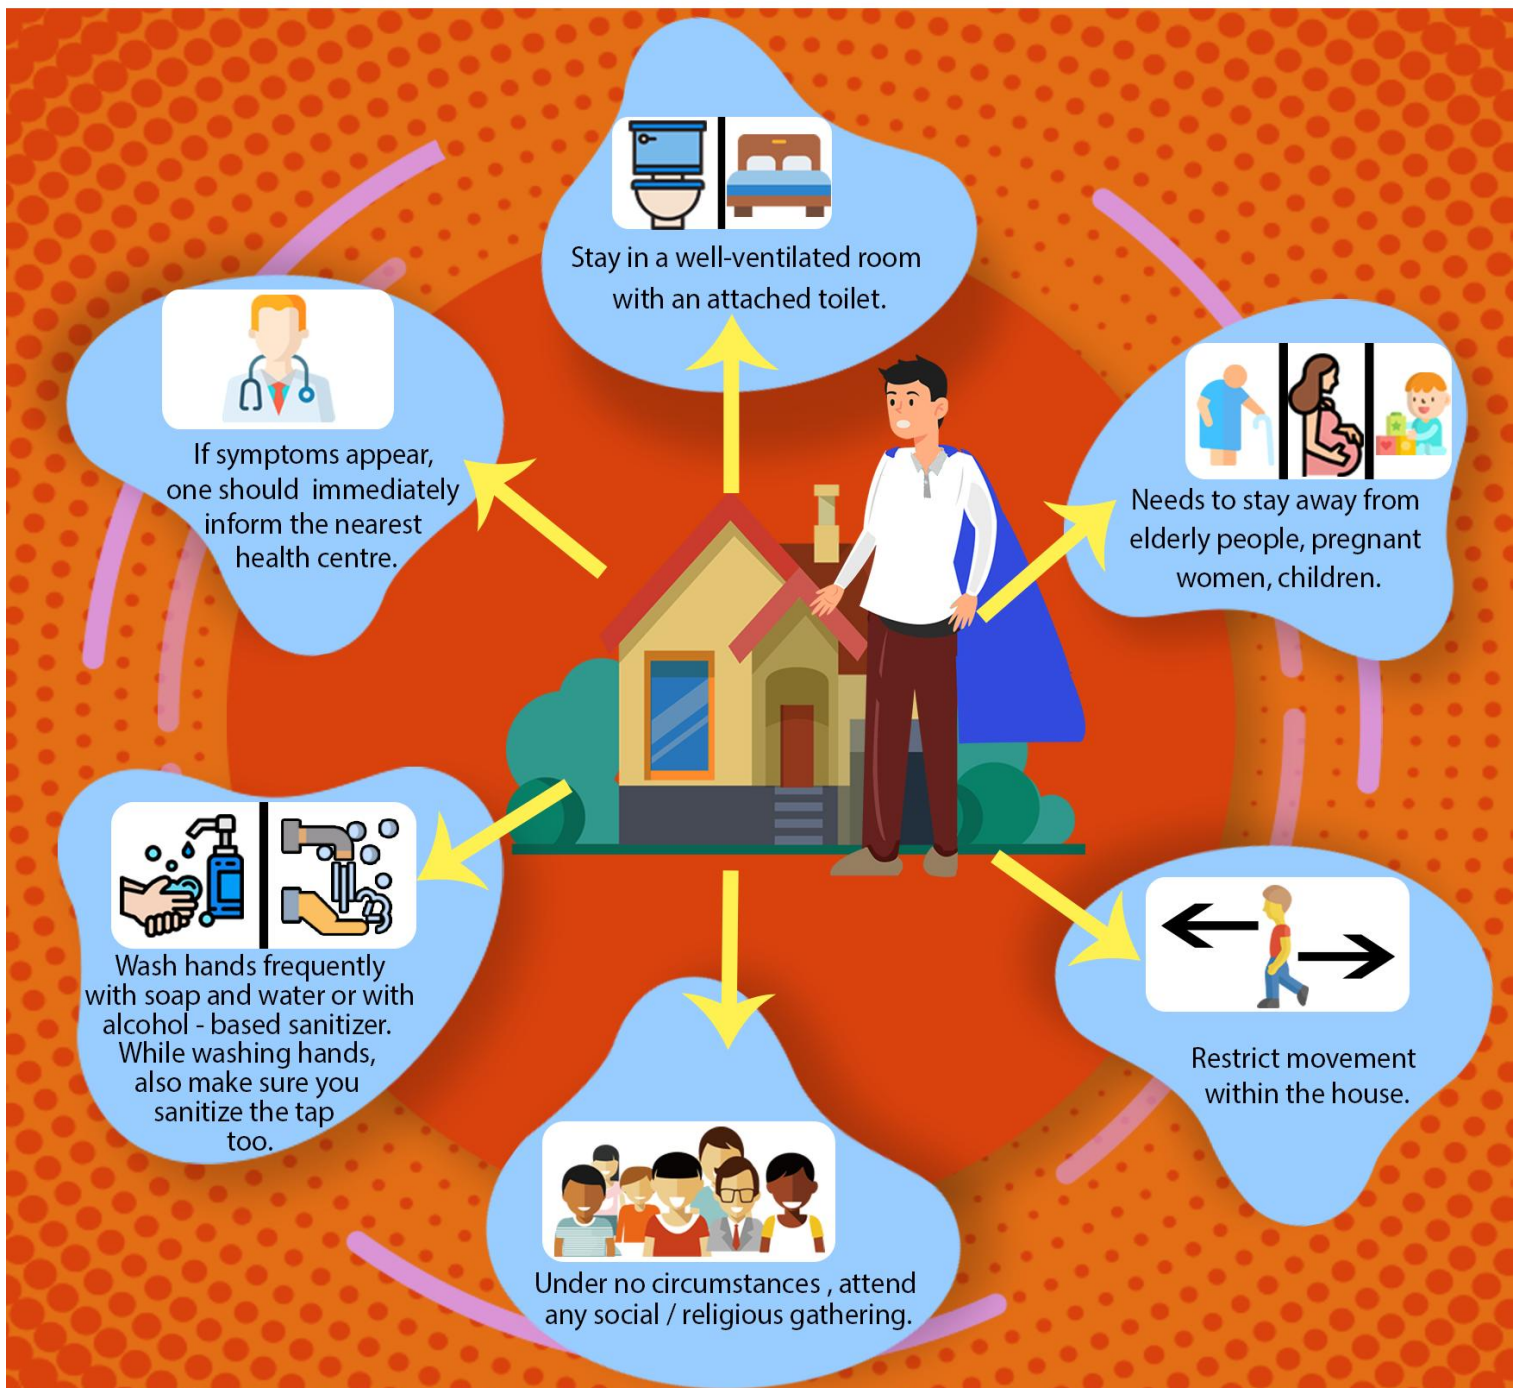 Stay in a well-ventilated room
with an attached toilet.
If symptoms appear,
one should immediately
inform the nearest
health centre.
Needs to stay away from
elderly people, pregnant
women, children.
Wash hands frequently
with soap and water or with
alcohol - based sanitizer.
While washing hands,
also make sure you
sanitize the tap
too.
Restrict movement
within the house.
Under no circumstances , attend
any social / religious gathering.